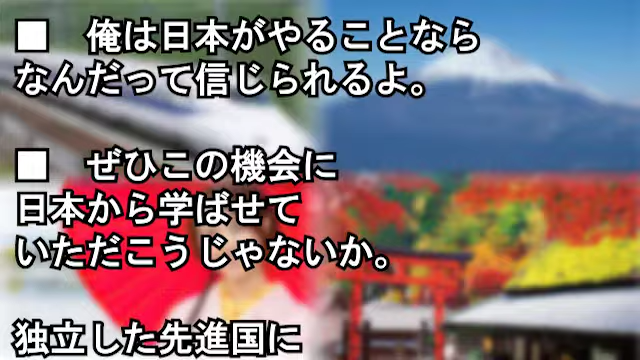 ■　俺は日本がやることなら
なんだって信じられるよ。
■　ぜひこの機会に
日本から学ばせて
いただこうじゃないか。
独立した先進国に